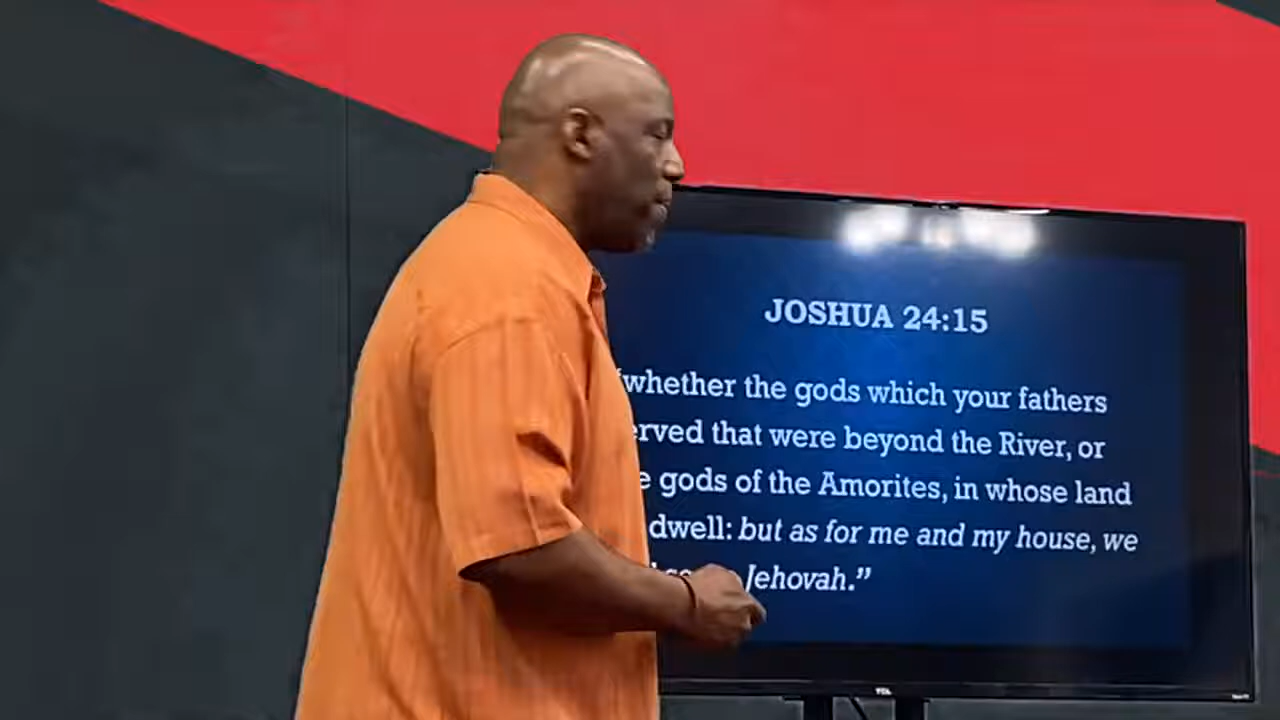 JOSHUA 24:15
“whether the gods which your fathers
that were beyond the River, or
gods of the Amorites, in whose land
dwell: but as for me and my house, we
Jehovah.”
TCL